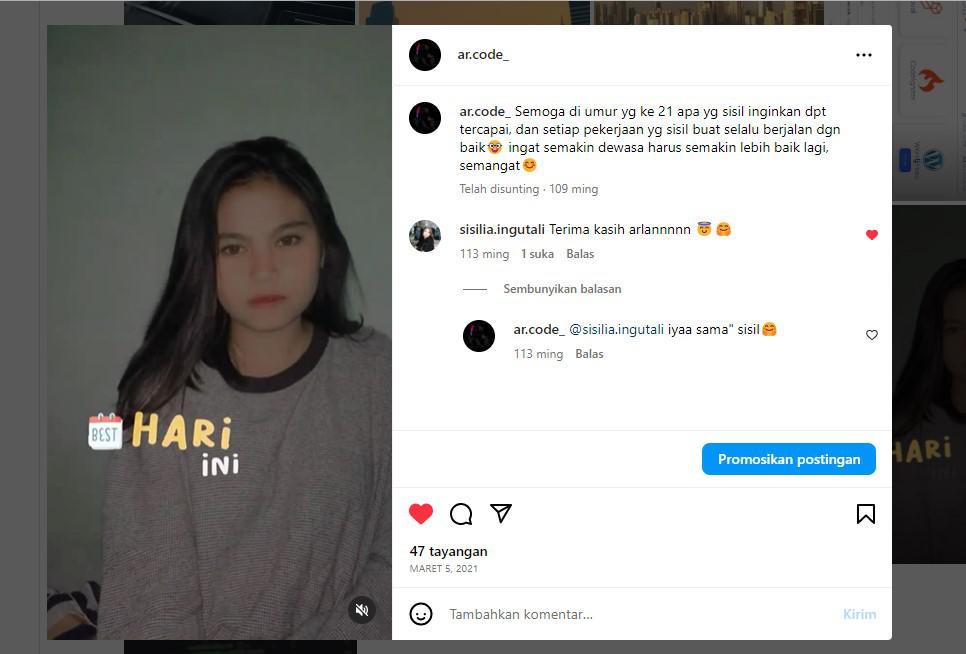 ar.code_
ar.code_ Semoga di umur yg ke 21 apa yg sisil inginkan dpt
tercapai, dan setiap pekerjaan yg sisil buat selalu berjalan dgn
baik🤡 ingat semakin dewasa harus semakin lebih baik lagi,
semangat😊
Telah disunting · 109 ming
sisilia.ingutali Terima kasih arlannnnn 😇 🤗
113 ming 1 suka Balas
Sembunyikan balasan
ar.code_ @sisilia.ingutali iyaa sama" sisil🤗
113 ming Balas
BEST
HARi
iNi
Promosikan postingan
47 tayangan
MARET 5, 2021
Tambahkan komentar...
Kirim
HARi